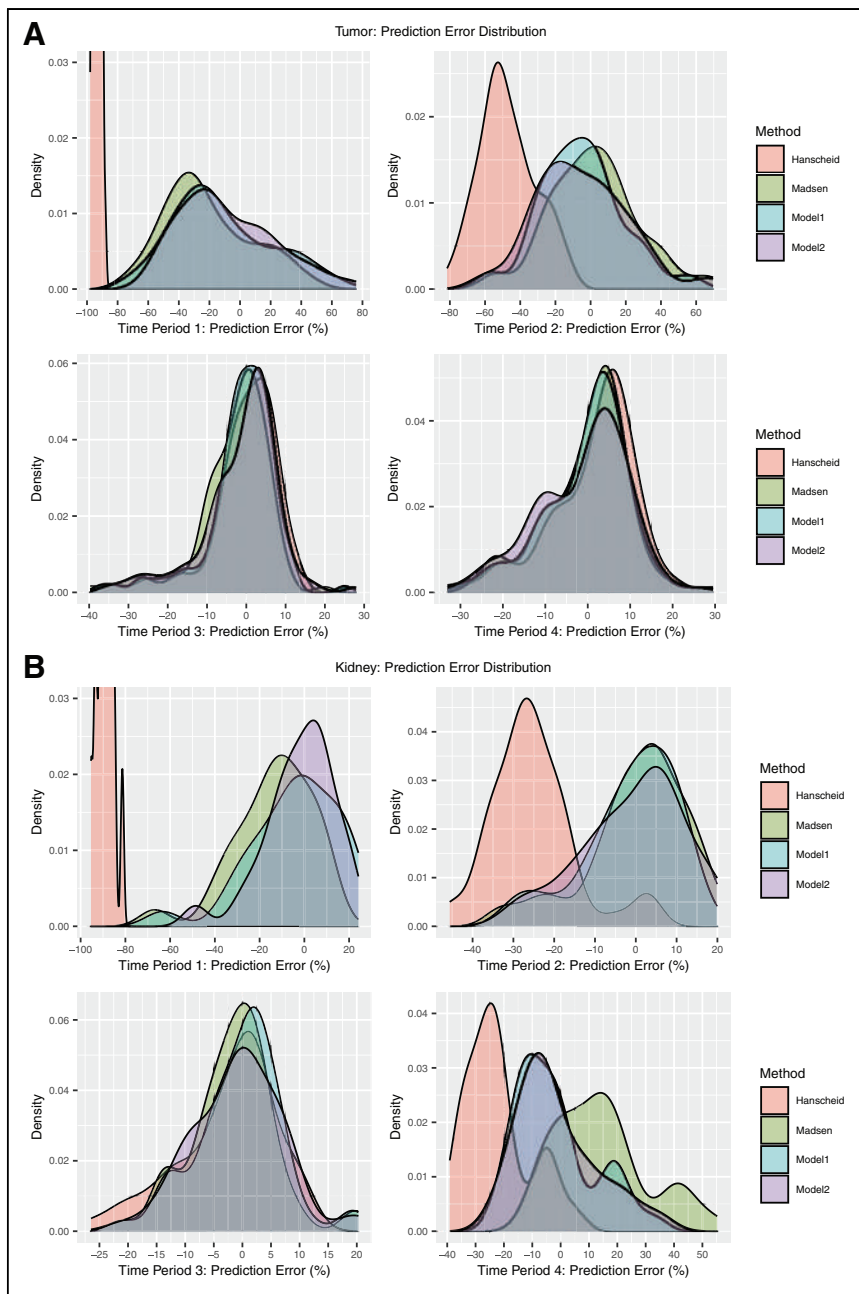 A
Tumor: Prediction Error Distribution
0.03
0.02
0.01
0.00
Density
−100 −80 −60 −40 −20 0 20 40 60 80
Time Period 1: Prediction Error (%)
0.02
0.01
0.00
Density
−80 −60 −40 −20 0 20 40 60
Time Period 2: Prediction Error (%)
Method
Hanscheid
Madsen
Model1
Model2
0.06
0.04
0.02
0.00
Density
−40 −30 −20 −10 0 10 20 30
Time Period 3: Prediction Error (%)
0.04
0.02
0.00
Density
−30 −20 −10 0 10 20 30
Time Period 4: Prediction Error (%)
Method
Hanscheid
Madsen
Model1
Model2
B
Kidney: Prediction Error Distribution
0.03
0.02
0.01
0.00
Density
−100 −80 −60 −40 −20 0 20
Time Period 1: Prediction Error (%)
0.04
0.03
0.02
0.01
0.00
Density
−40 −30 −20 −10 0 10 20
Time Period 2: Prediction Error (%)
Method
Hanscheid
Madsen
Model1
Model2
0.06
0.04
0.02
0.00
Density
−25 −20 −15 −10 −5 0 5 10 15 20
Time Period 3: Prediction Error (%)
0.04
0.03
0.02
0.01
0.00
Density
−40 −30 −20 −10 0 10 20 30 40 50
Time Period 4: Prediction Error (%)
Method
Hanscheid
Madsen
Model1
Model2